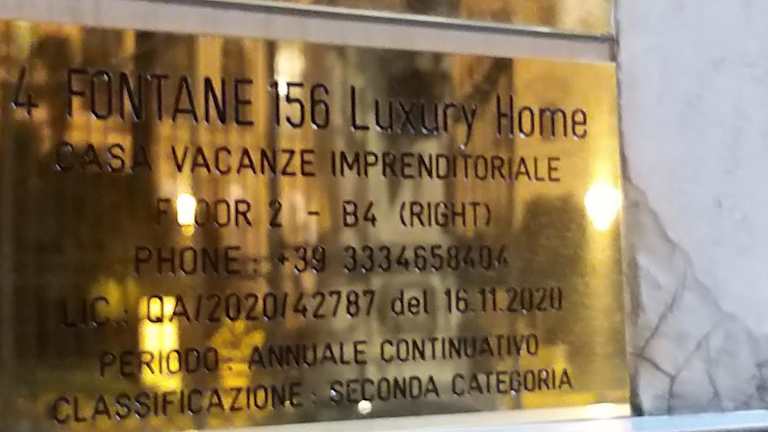 4 FONTANE 156 Luxury Home
CASA VACANZE IMPRENDITORIALE
FLOOR 2 - B4 (RIGHT)
PHONE: +39 3334658404
LIC.: QA/2020/42787 del 16.11.2020
PERIODO: ANNUALE CONTINUATIVO
CLASSIFICAZIONE: SECONDA CATEGORIA